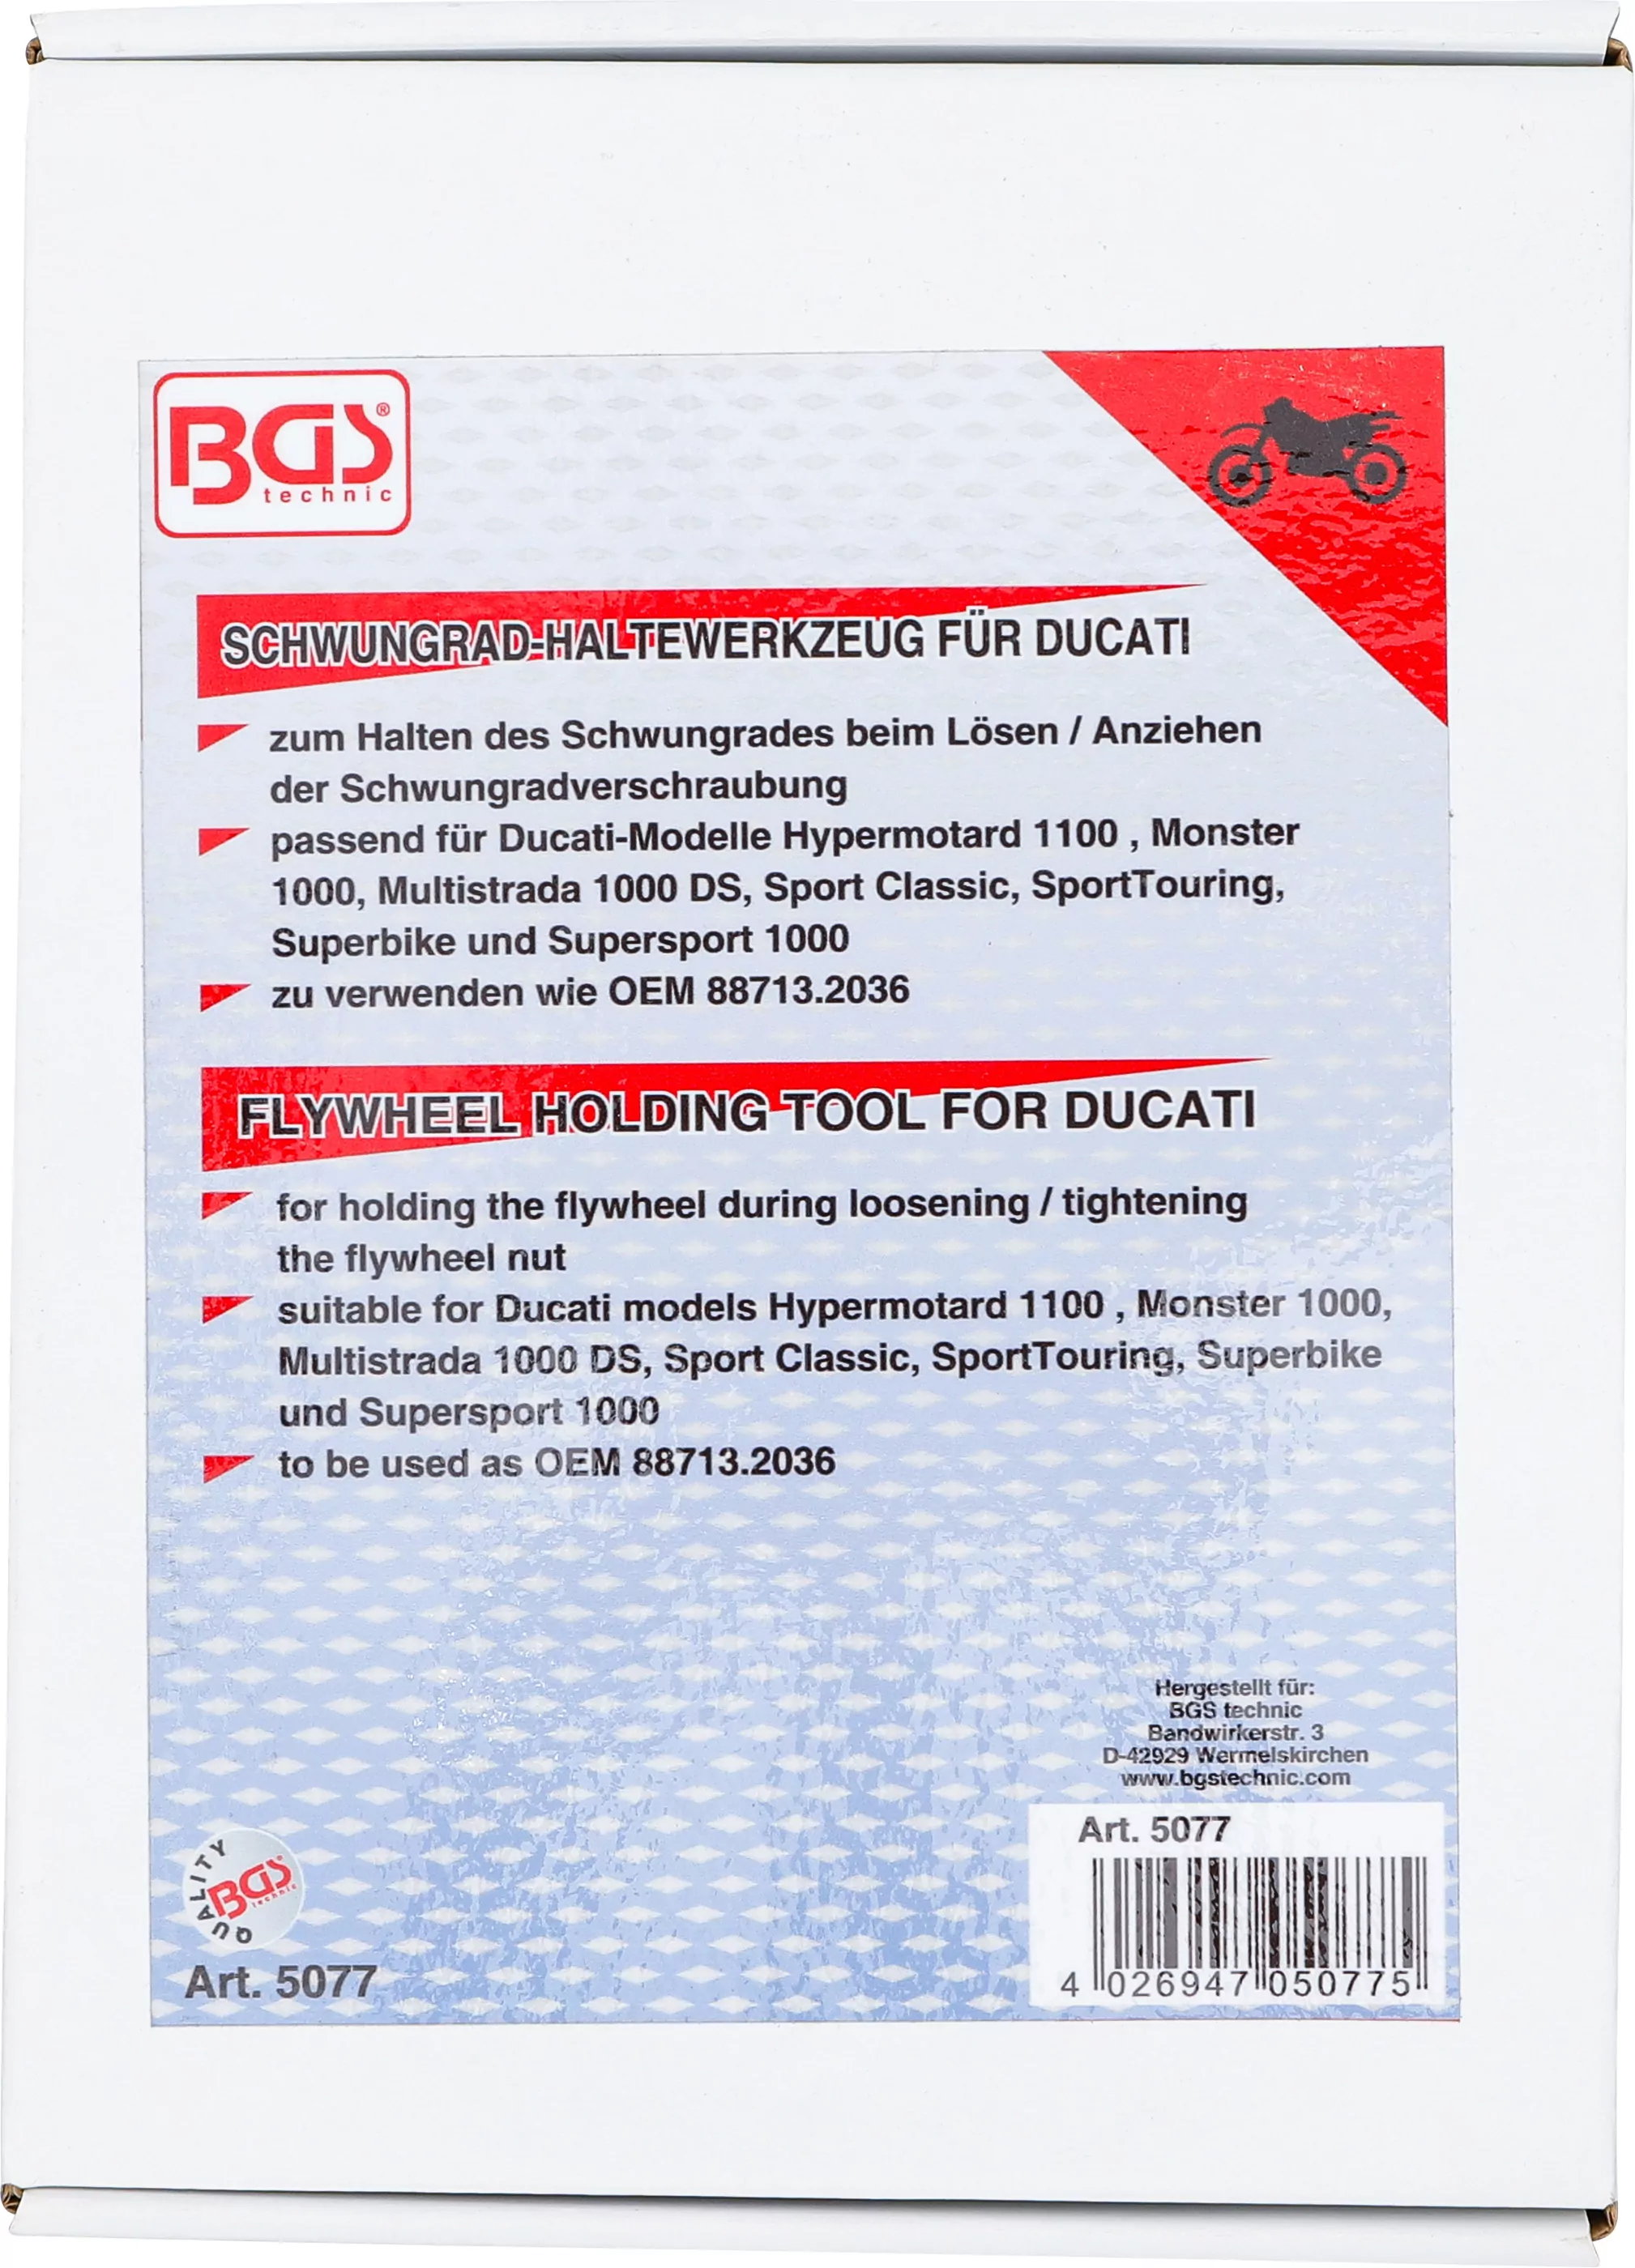 BGS®
technic
SCHWUNGRAD-HALTEWERKZEUG FÜR DUCATI
zum Halten des Schwungrades beim Lösen / Anziehen
der Schwungradverschraubung
passend für Ducati-Modelle Hypermotard 1100 , Monster
1000, Multistrada 1000 DS, Sport Classic, SportTouring,
Superbike und Supersport 1000
zu verwenden wie OEM 88713.2036
FLYWHEEL HOLDING TOOL FOR DUCATI
for holding the flywheel during loosening / tightening
the flywheel nut
suitable for Ducati models Hypermotard 1100 , Monster 1000,
Multistrada 1000 DS, Sport Classic, SportTouring, Superbike
und Supersport 1000
to be used as OEM 88713.2036
Hergestellt für:
BGS technic
Bandwirkerstr. 3
D-42929 Wermelskirchen
www.bgstechnic.com
QUALITY
BGS®
technic
Art. 5077
Art. 5077
4 026947 050775